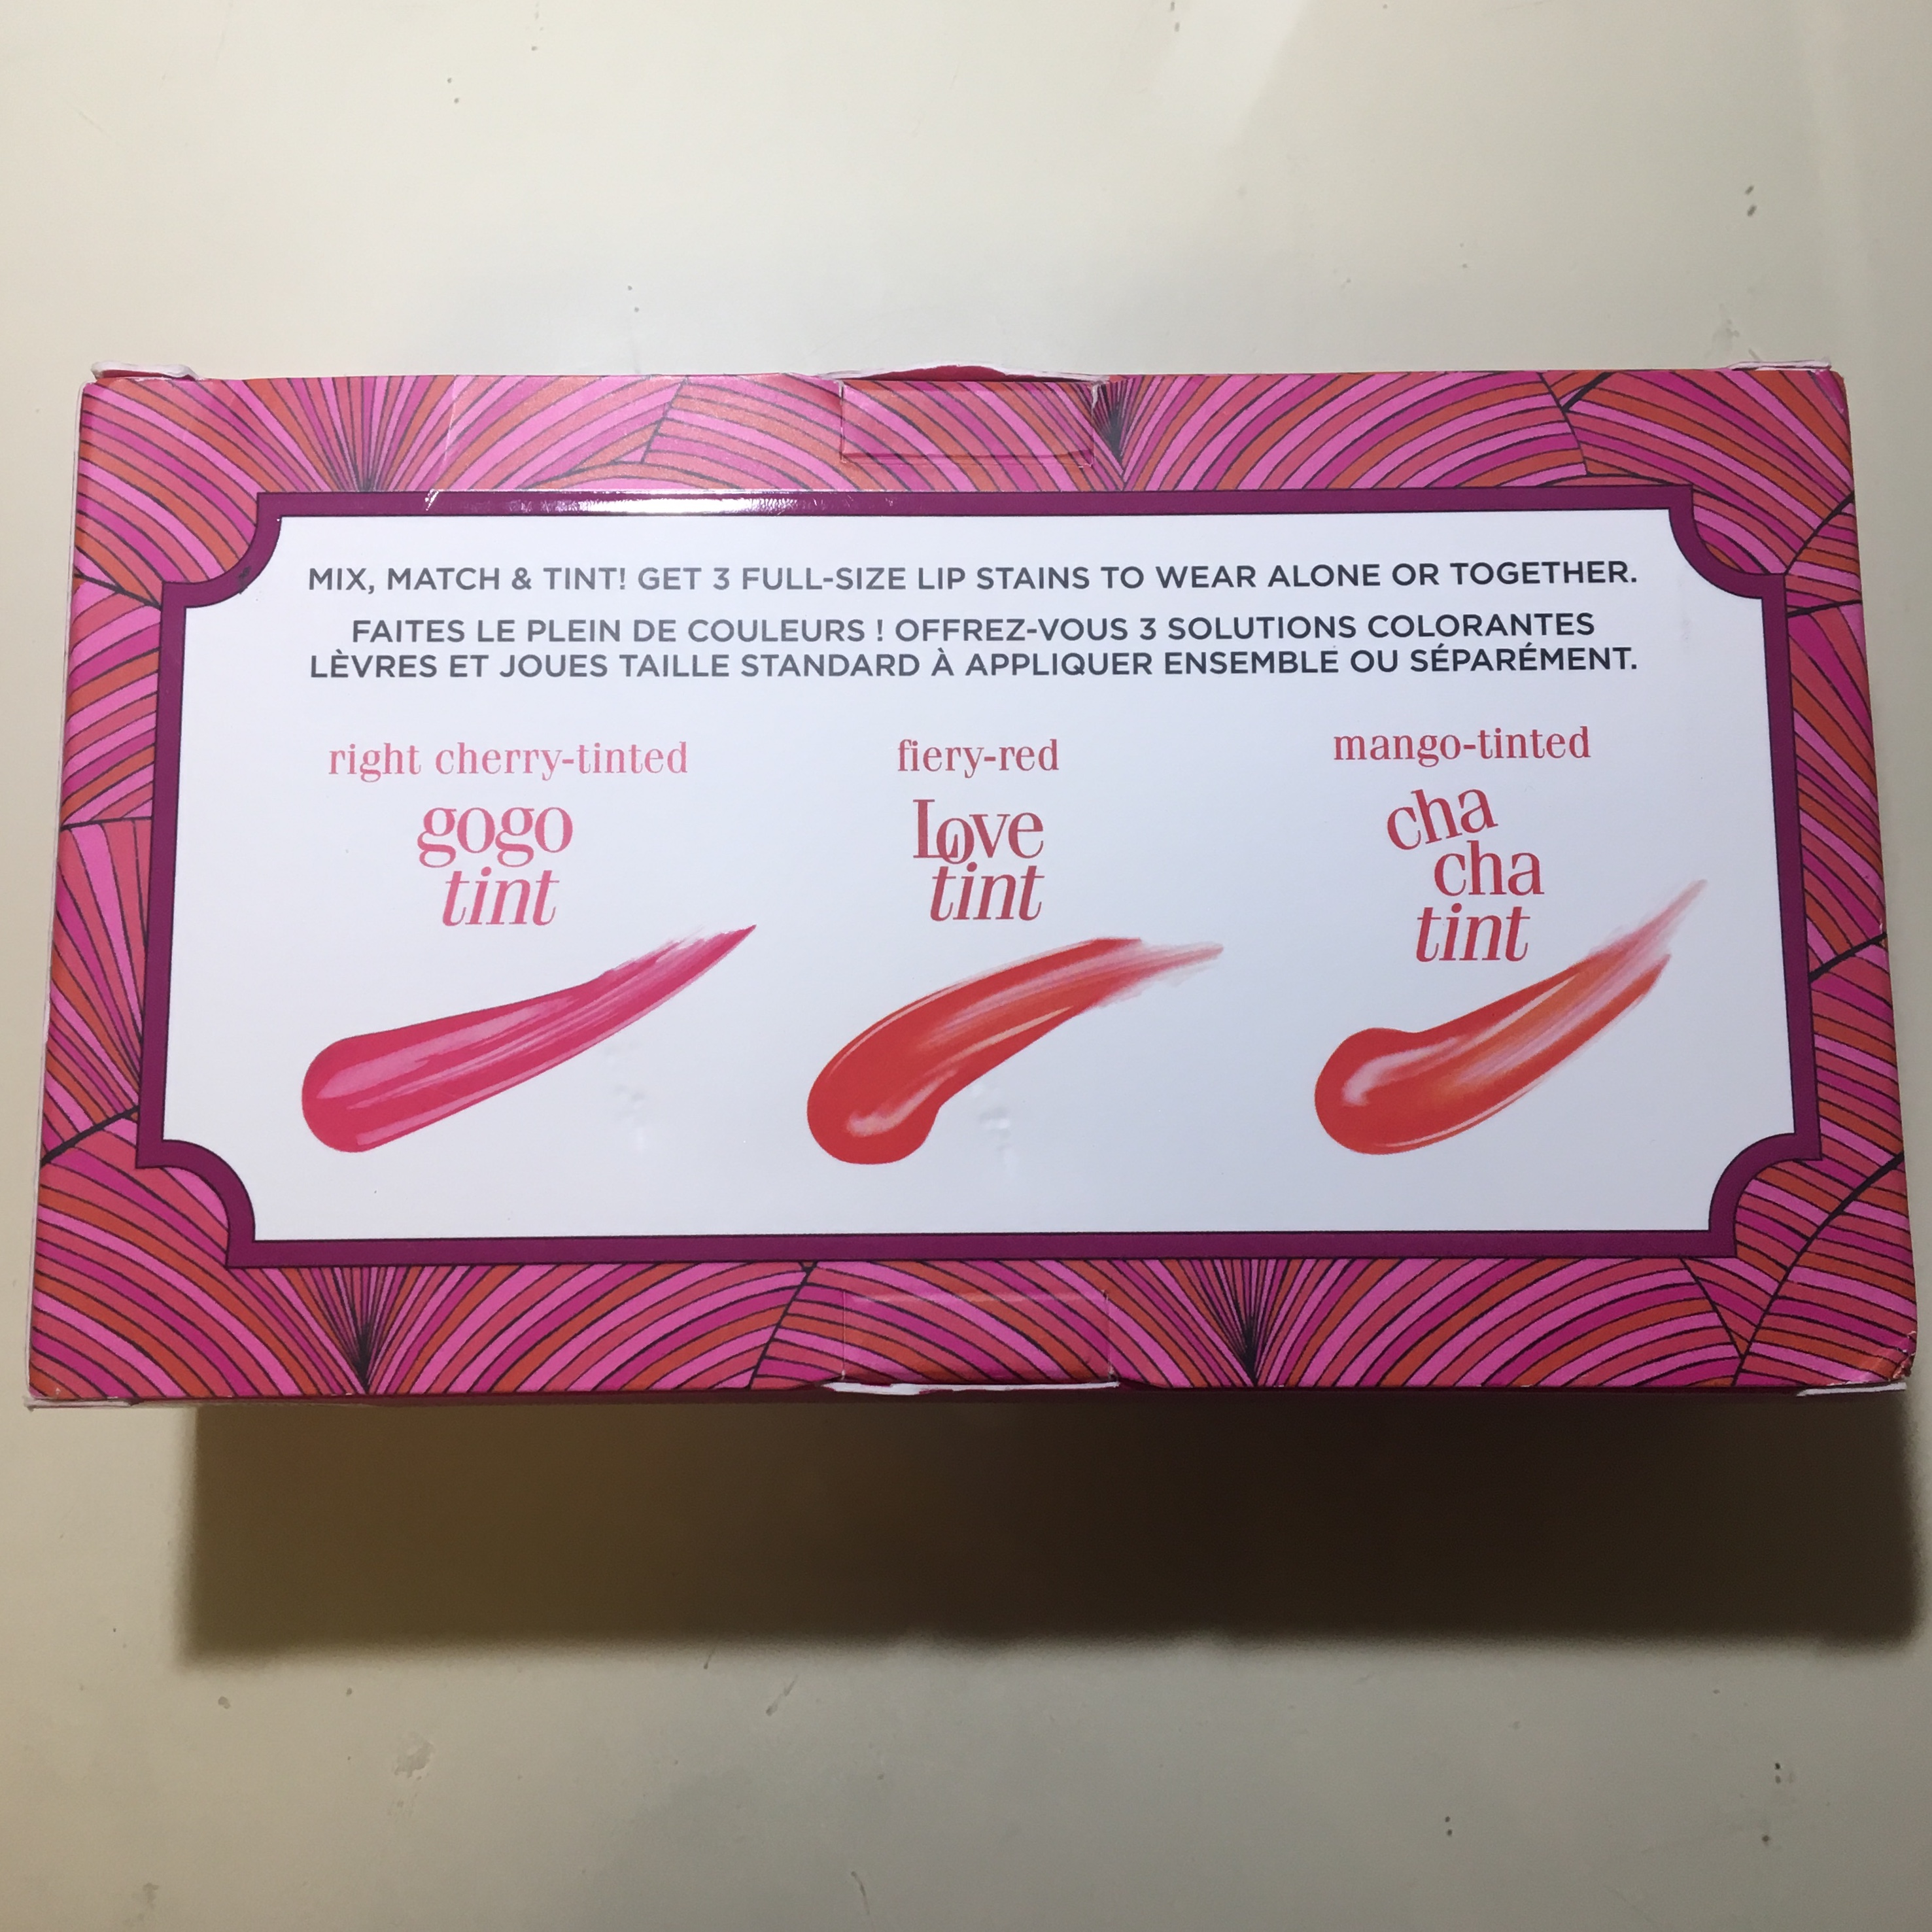 MIX, MATCH & TINT! GET 3 FULL-SIZE LIP STAINS TO WEAR ALONE OR TOGETHER.
FAITES LE PLEIN DE COULEURS ! OFFREZ-VOUS 3 SOLUTIONS COLORANTES
LÈVRES ET JOUES TAILLE STANDARD À APPLIQUER ENSEMBLE OU SÉPARÉMENT.
right cherry-tinted
gogo
tint
fiery-red
Love
tint
mango-tinted
cha
cha
tint